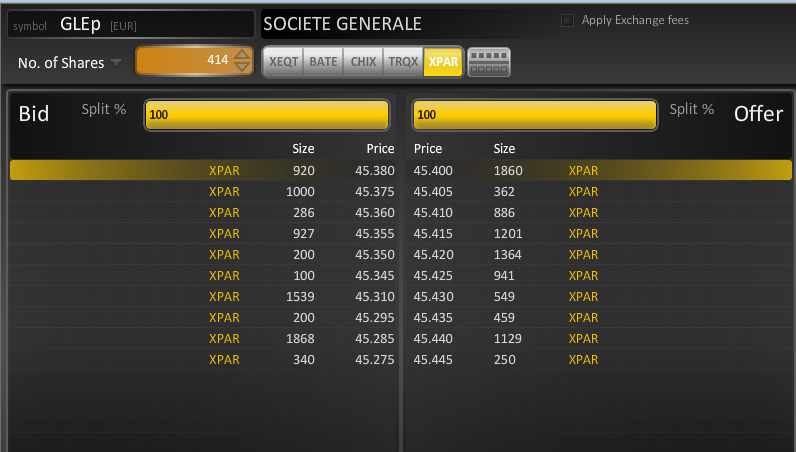 symbol GLEp [EUR] SOCIETE GENERALE Apply Exchange fees
No. of Shares 414 XEQT BATE CHIX TRQX XPAR
Bid Split % 100 100 Split % Offer
Size Price Price Size
XPAR 920 45.380 45.400 1860 XPAR
XPAR 1000 45.375 45.405 362 XPAR
XPAR 286 45.360 45.410 886 XPAR
XPAR 927 45.355 45.415 1201 XPAR
XPAR 200 45.350 45.420 1364 XPAR
XPAR 100 45.345 45.425 941 XPAR
XPAR 1539 45.310 45.430 549 XPAR
XPAR 200 45.295 45.435 459 XPAR
XPAR 1868 45.285 45.440 1129 XPAR
XPAR 340 45.275 45.445 250 XPAR